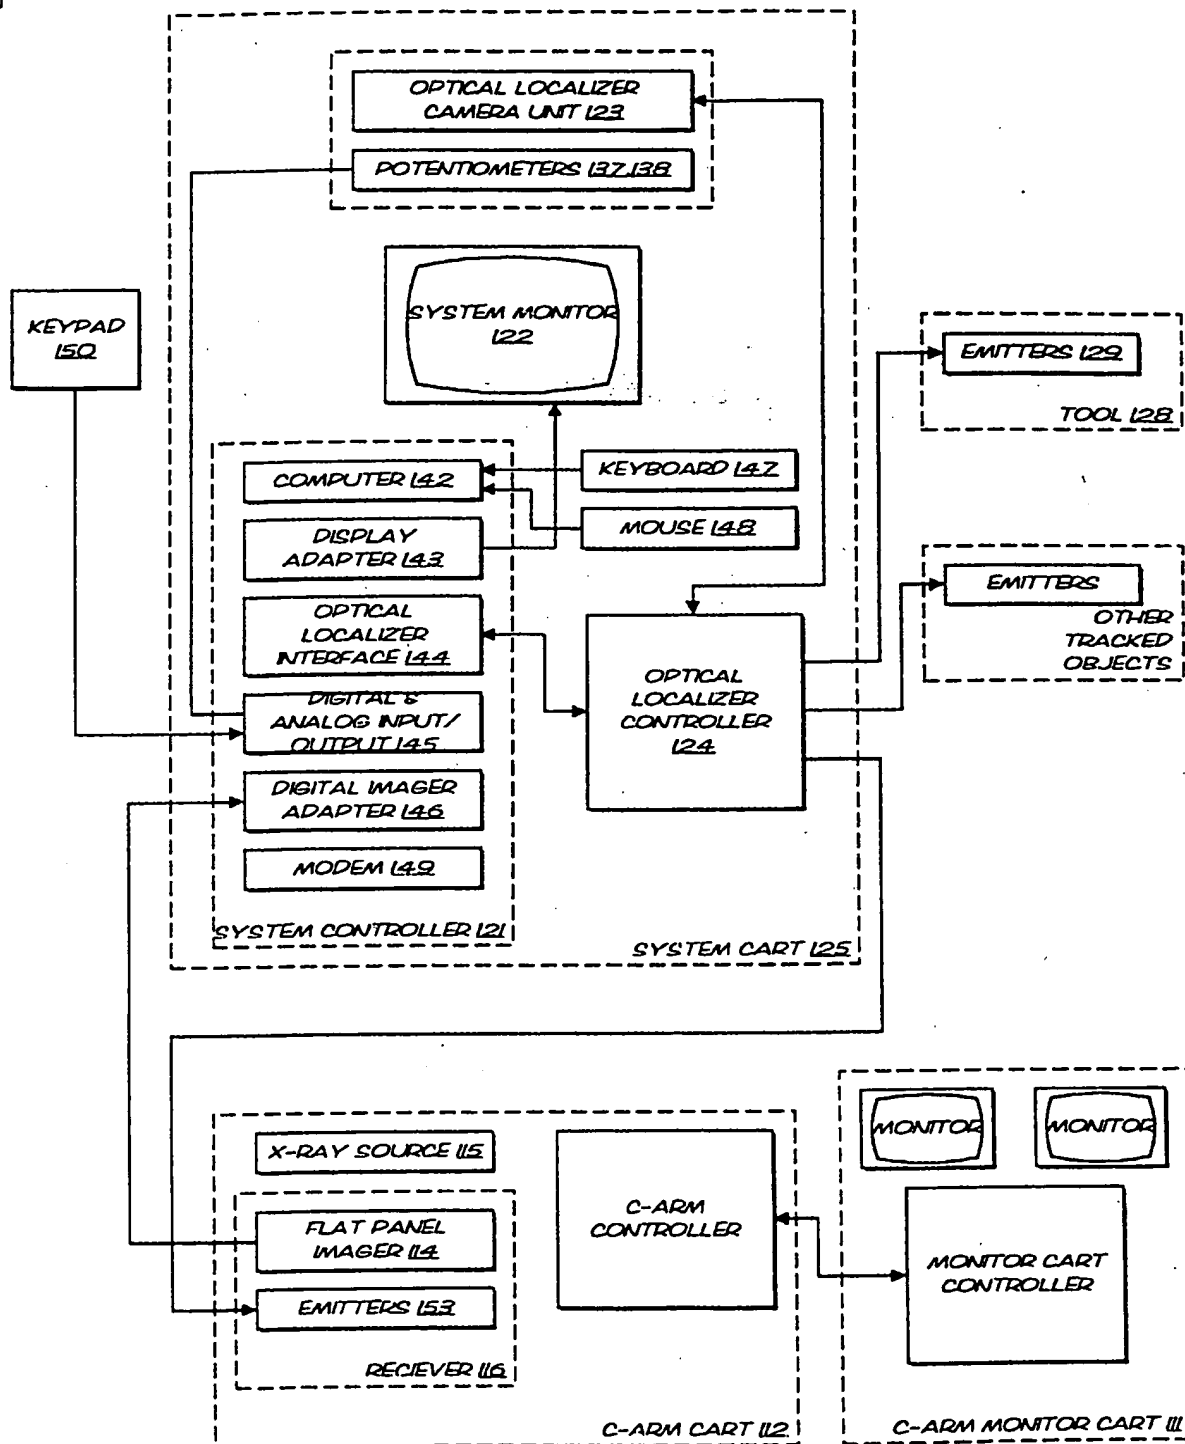 OPTICAL LOCALIZER
CAMERA UNIT 123
POTENTIOMETERS 137,138
SYSTEM MONITOR
122
KEYPAD
150
EMITTERS 129
TOOL 128
COMPUTER 142
KEYBOARD 147
MOUSE 148
DISPLAY
ADAPTER 143
OPTICAL
LOCALIZER
INTERFACE 144
EMITTERS
OTHER
TRACKED
OBJECTS
OPTICAL
LOCALIZER
CONTROLLER
124
DIGITAL &
ANALOG INPUT/
OUTPUT 145
DIGITAL IMAGER
ADAPTER 146
MODEM 149
SYSTEM CONTROLLER 121
SYSTEM CART 125
X-RAY SOURCE 115
FLAT PANEL
IMAGER 114
EMITTERS 153
RECIEVER 116
C-ARM
CONTROLLER
C-ARM CART 112
MONITOR
MONITOR
MONITOR CART
CONTROLLER
C-ARM MONITOR CART 111